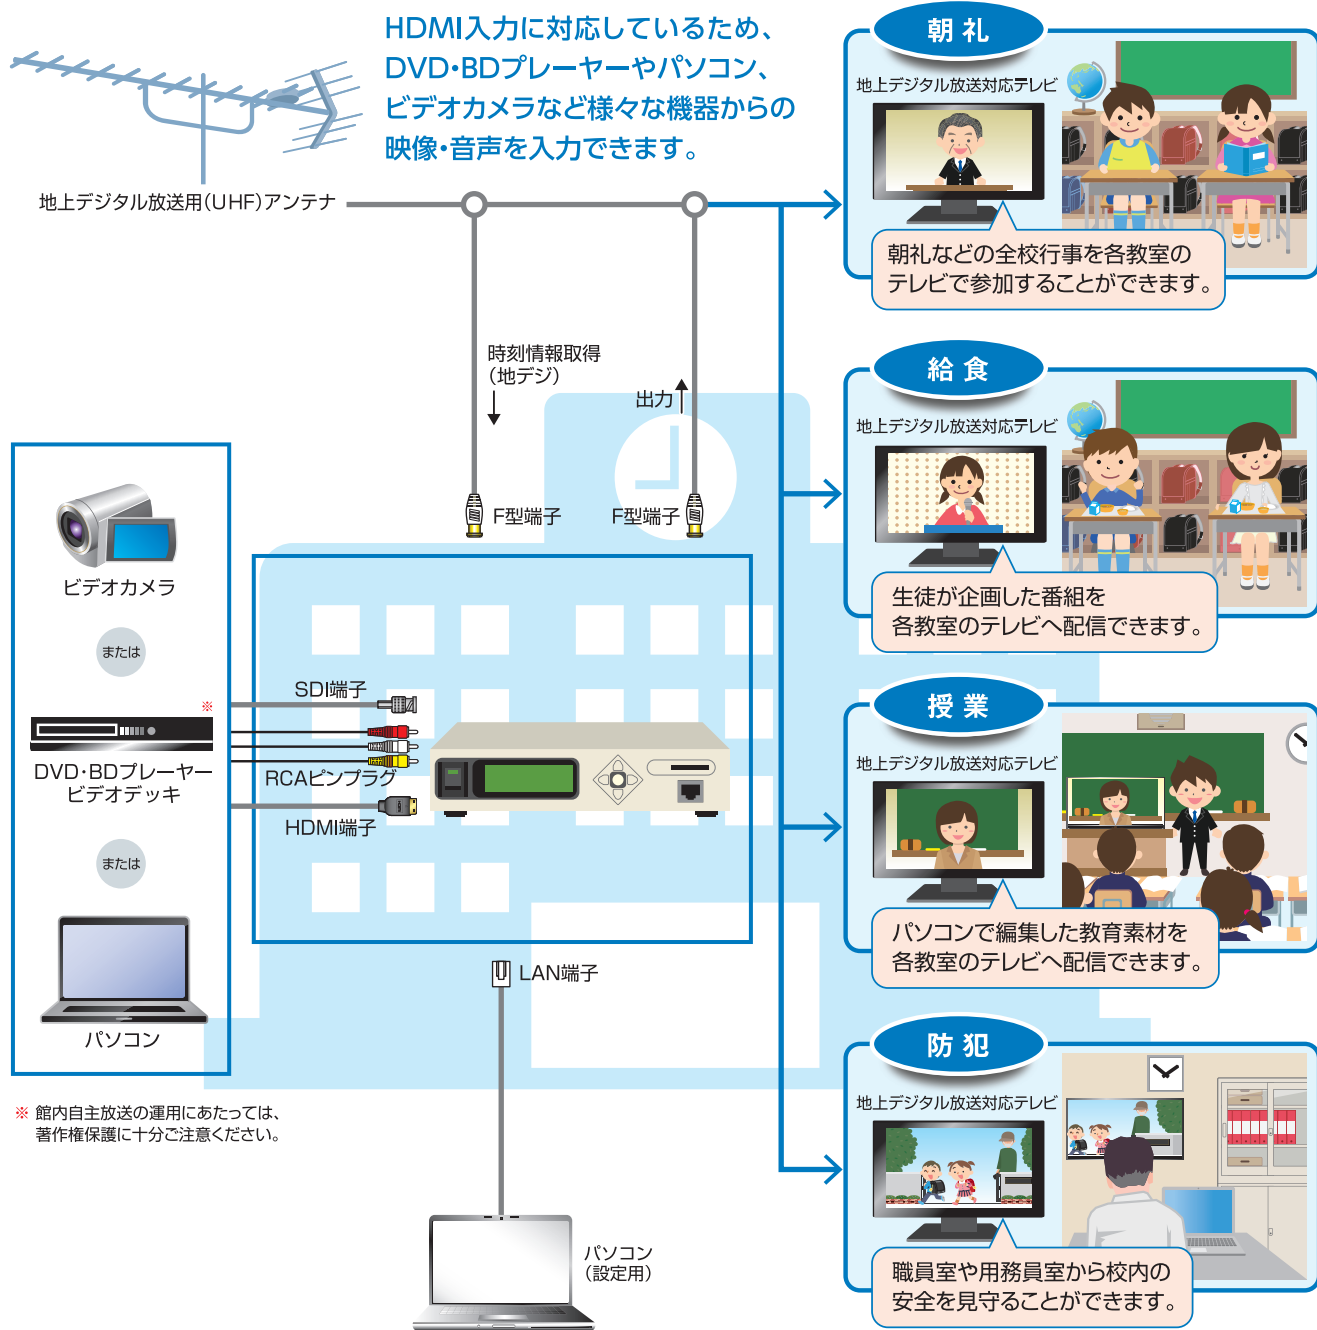 HDMI入力に対応しているため、
DVD・BDプレーヤーやパソコン、
ビデオカメラなど様々な機器からの
映像・音声を入力できます。
地上デジタル放送用(UHF)アンテナ
時刻情報取得
（地デジ）
出力
F型端子
F型端子
ビデオカメラ
または
※
DVD・BDプレーヤー
ビデオデッキ
または
パソコン
SDI端子
RCAピンプラグ
HDMI端子
LAN端子
パソコン
（設定用）
※ 館内自主放送の運用にあたっては、
著作権保護に十分ご注意ください。
朝礼
地上デジタル放送対応テレビ
朝礼などの全校行事を各教室の
テレビで参加することができます。
給食
地上デジタル放送対応テレビ
生徒が企画した番組を
各教室のテレビへ配信できます。
授業
地上デジタル放送対応テレビ
パソコンで編集した教育素材を
各教室のテレビへ配信できます。
防犯
地上デジタル放送対応テレビ
職員室や用務員室から校内の
安全を見守ることができます。